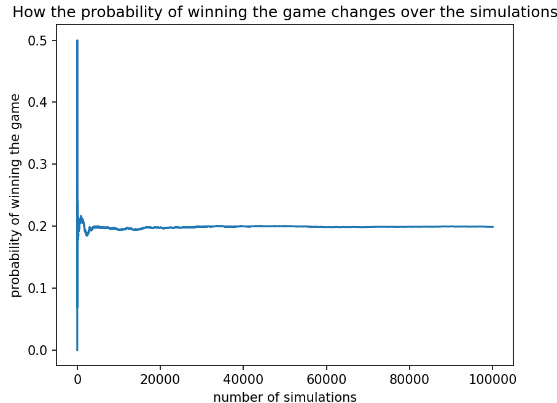 How the probability of winning the game changes over the simulations
0.5
0.4
0.3
0.2
0.1
0.0
probability of winning the game
0 20000 40000 60000 80000 100000
number of simulations